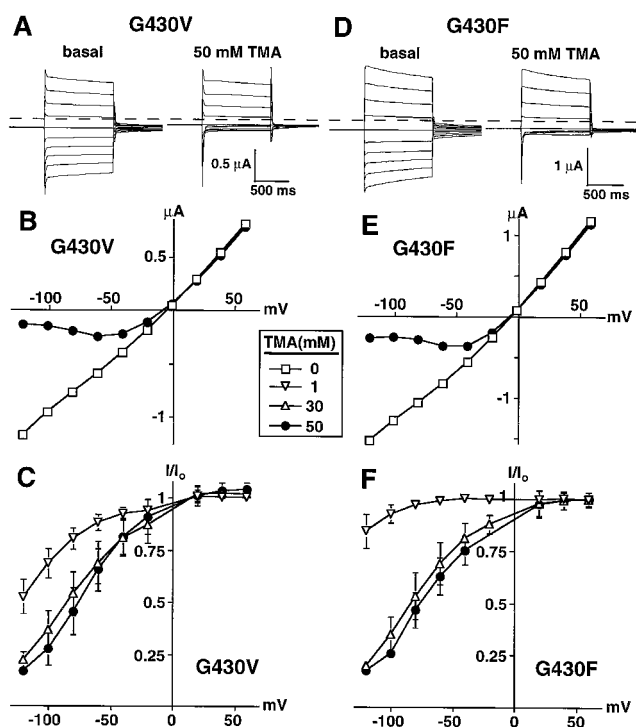 A G430V
basal 50 mM TMA
0.5 µA
500 ms
D G430F
basal 50 mM TMA
1 µA
500 ms
B µA
G430V
0.5
-100 -50 50 mV
-1
TMA(mM)
0
1
30
50
E µA
G430F
1
-100 -50 50 mV
-1
C I/Io
1
0.75
0.5
0.25
G430V
-100 -50 0 50 mV
F I/Io
1
0.75
0.5
0.25
G430F
-100 -50 0 50 mV